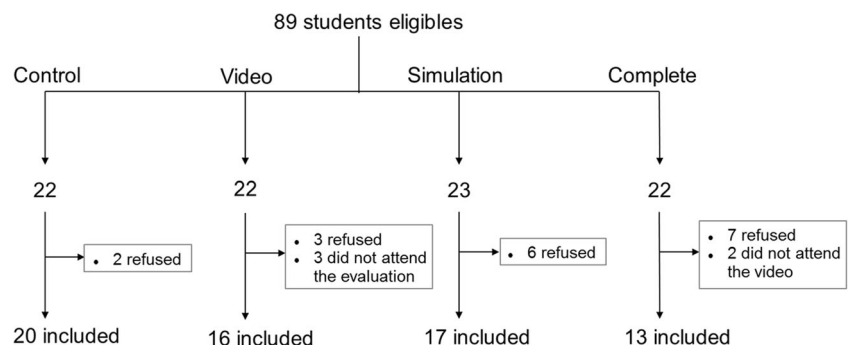 89 students eligibles
Control
Video
Simulation
Complete
22
22
23
22
• 2 refused
• 3 refused
• 3 did not attend
the evaluation
• 6 refused
• 7 refused
• 2 did not attend
the video
20 included
16 included
17 included
13 included